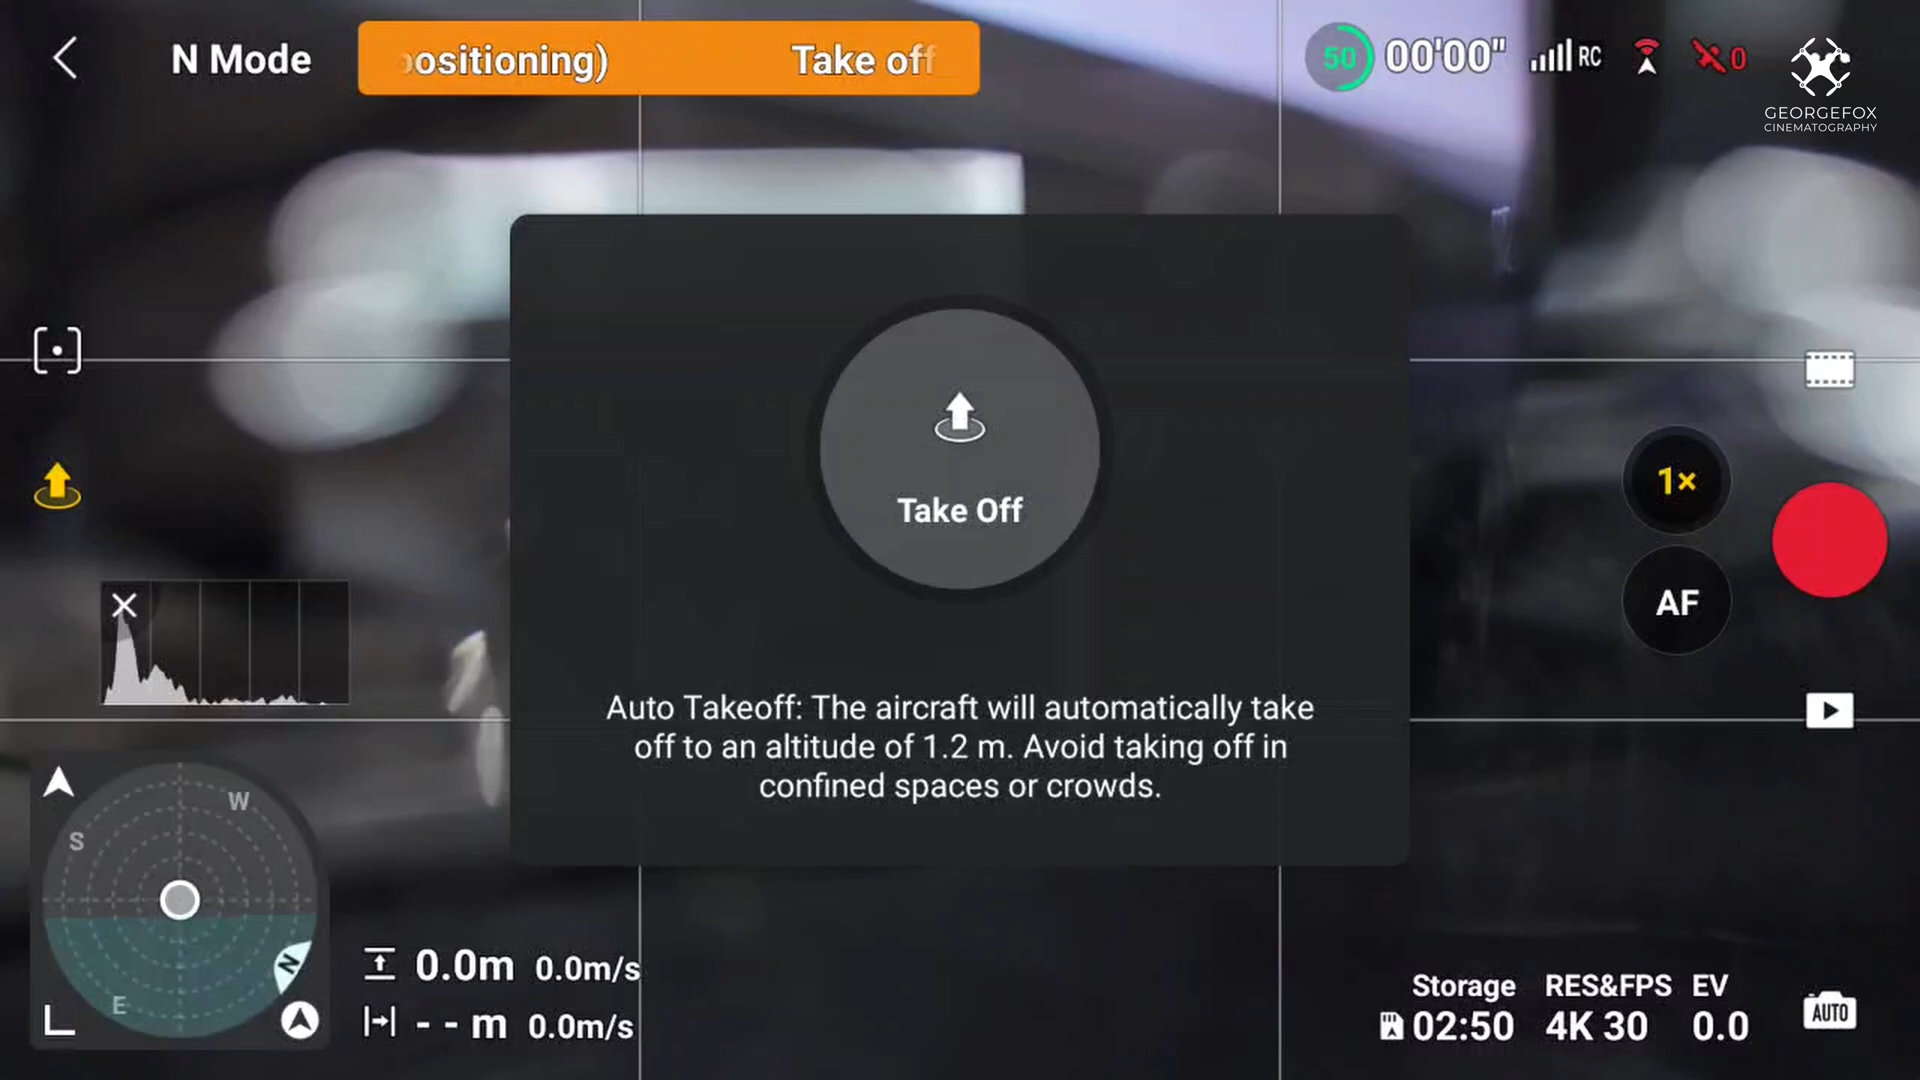 N Mode
ositioning) Take off
50 00'00" RC 0
GEORGEFOX
CINEMATOGRAPHY
Take Off
1×
AF
Auto Takeoff: The aircraft will automatically take
off to an altitude of 1.2 m. Avoid taking off in
confined spaces or crowds.
W
S
N
E
0.0m 0.0m/s
- - m 0.0m/s
Storage RES&FPS EV
02:50 4K 30 0.0
AUTO